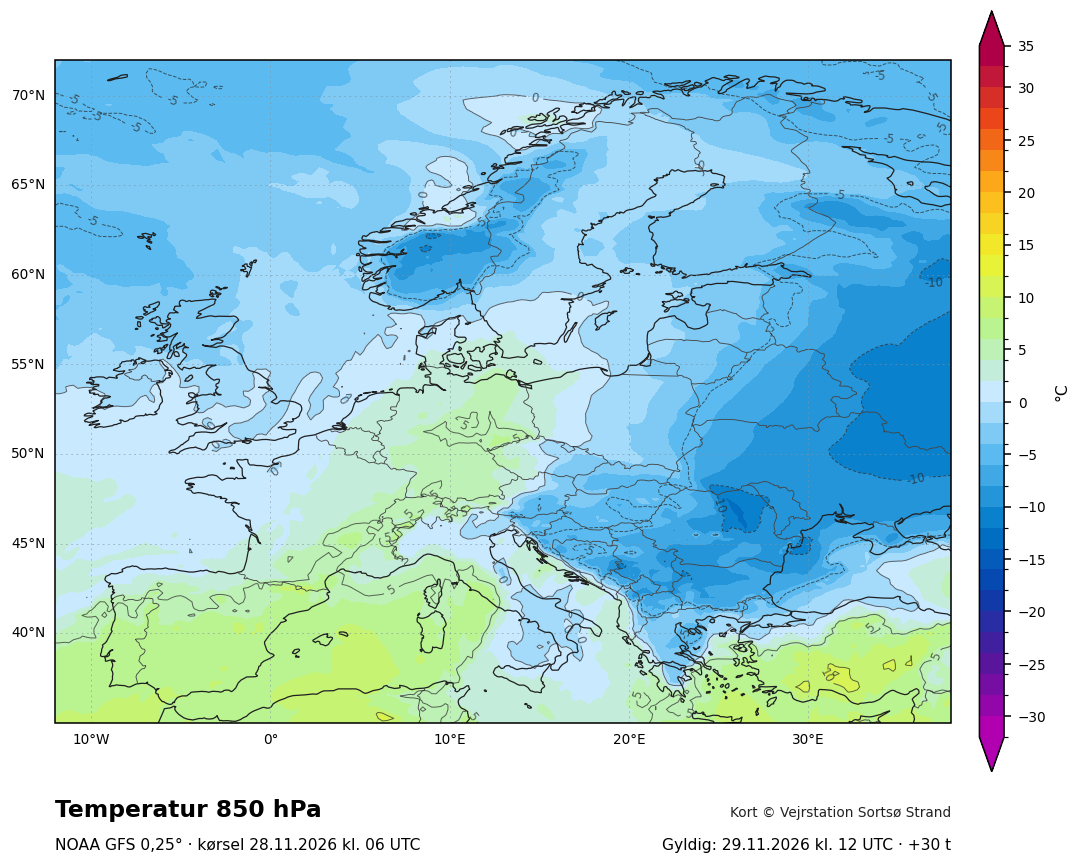 70°N
65°N
60°N
55°N
50°N
45°N
40°N
10°W
0°
10°E
20°E
30°E
35
30
25
20
15
10
5
0
−5
−10
−15
−20
−25
−30
°C
Temperatur 850 hPa
Kort © Vejrstation Sortsø Strand
NOAA GFS 0,25° · kørsel 28.11.2026 kl. 06 UTC
Gyldig: 29.11.2026 kl. 12 UTC · +30 t